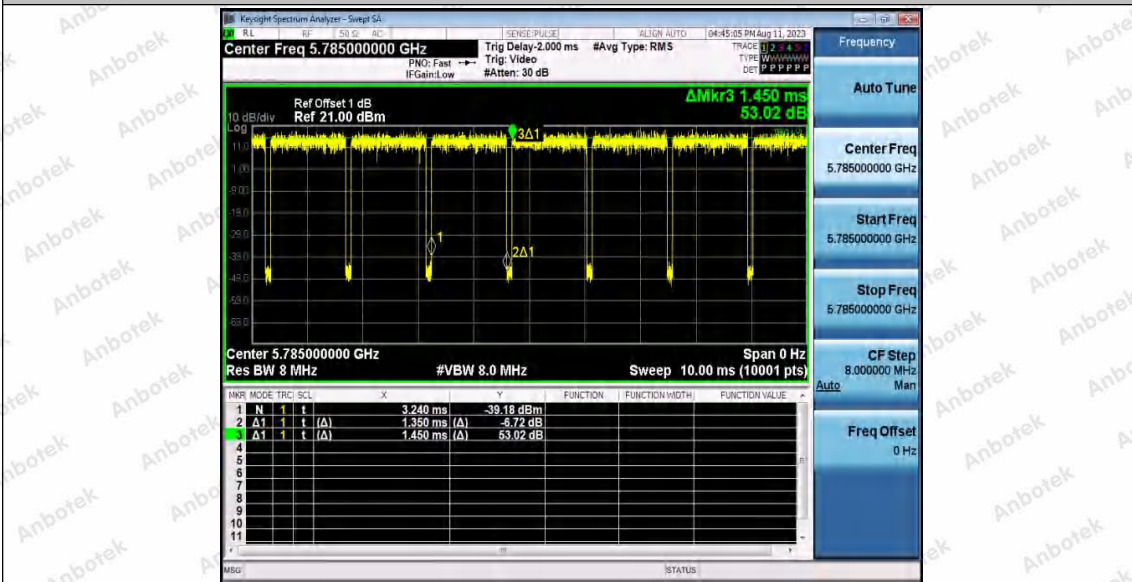 Keysight Spectrum Analyzer - Swept SA
RL RF 50 Ω AC SENSE:PULSE ALIGN AUTO 04:45:05 PM Aug 11, 2023
Center Freq 5.785000000 GHz
PNO: Fast
IFGain:Low
Trig Delay-2.000 ms
Trig: Video
#Atten: 30 dB
#Avg Type: RMS
TRACE 1 2 3 4 5 6
TYPE WWWWWW
DET P P P P P P
ΔMkr3 1.450 ms
53.02 dB
Ref Offset 1 dB
10 dB/div Ref 21.00 dBm
Log
11.0
1.00
-9.00
-19.0
-29.0
-39.0
-49.0
-59.0
-69.0
3Δ1
1
2Δ1
Center 5.785000000 GHz Span 0 Hz
Res BW 8 MHz #VBW 8.0 MHz Sweep 10.00 ms (10001 pts)
MKR MODE TRC SCL X Y FUNCTION FUNCTION WIDTH FUNCTION VALUE
1 N 1 t 3.240 ms -39.18 dBm
2 Δ1 1 t (Δ) 1.350 ms (Δ) -6.72 dB
3 Δ1 1 t (Δ) 1.450 ms (Δ) 53.02 dB
4
5
6
7
8
9
10
11
MSG STATUS
Frequency
Auto Tune
Center Freq
5.785000000 GHz
Start Freq
5.785000000 GHz
Stop Freq
5.785000000 GHz
CF Step
8.000000 MHz
Auto Man
Freq Offset
0 Hz
Anbotek